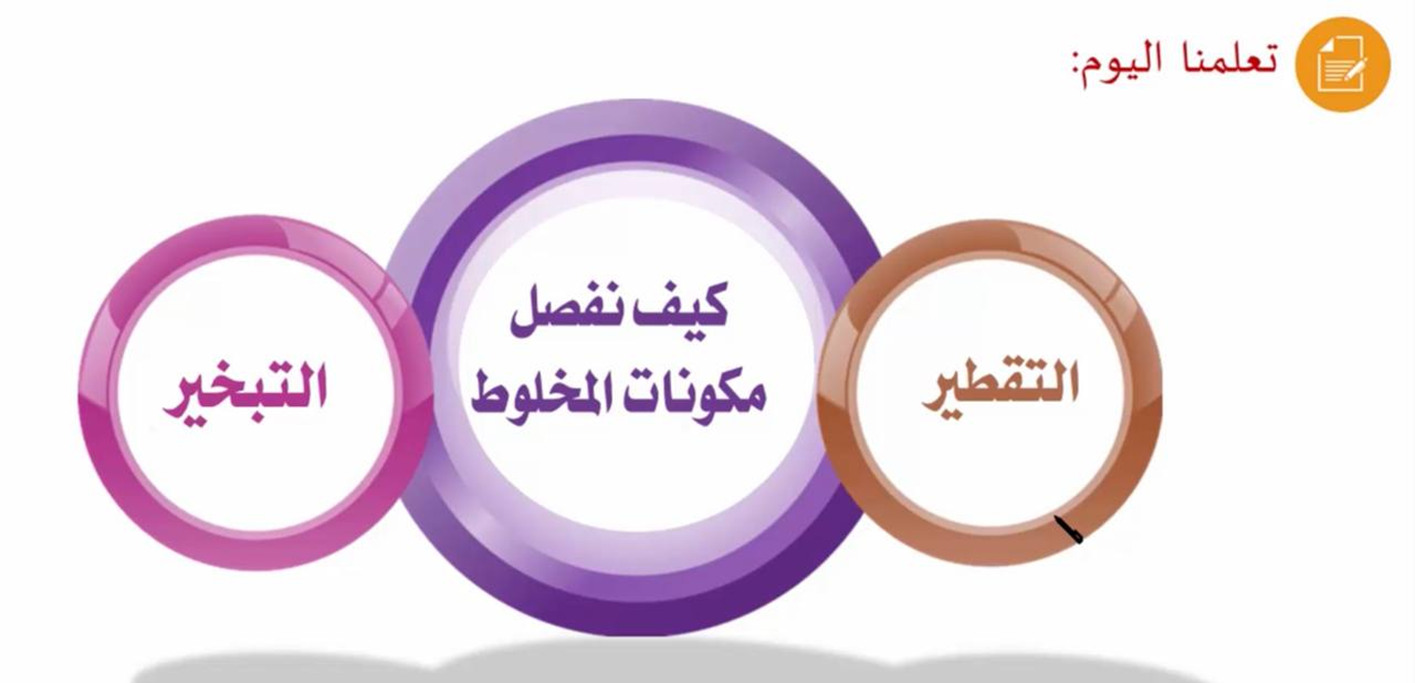 تعلمنا اليوم:
التقطير
كيف نفصل
مكونات المخلوط
التبخير